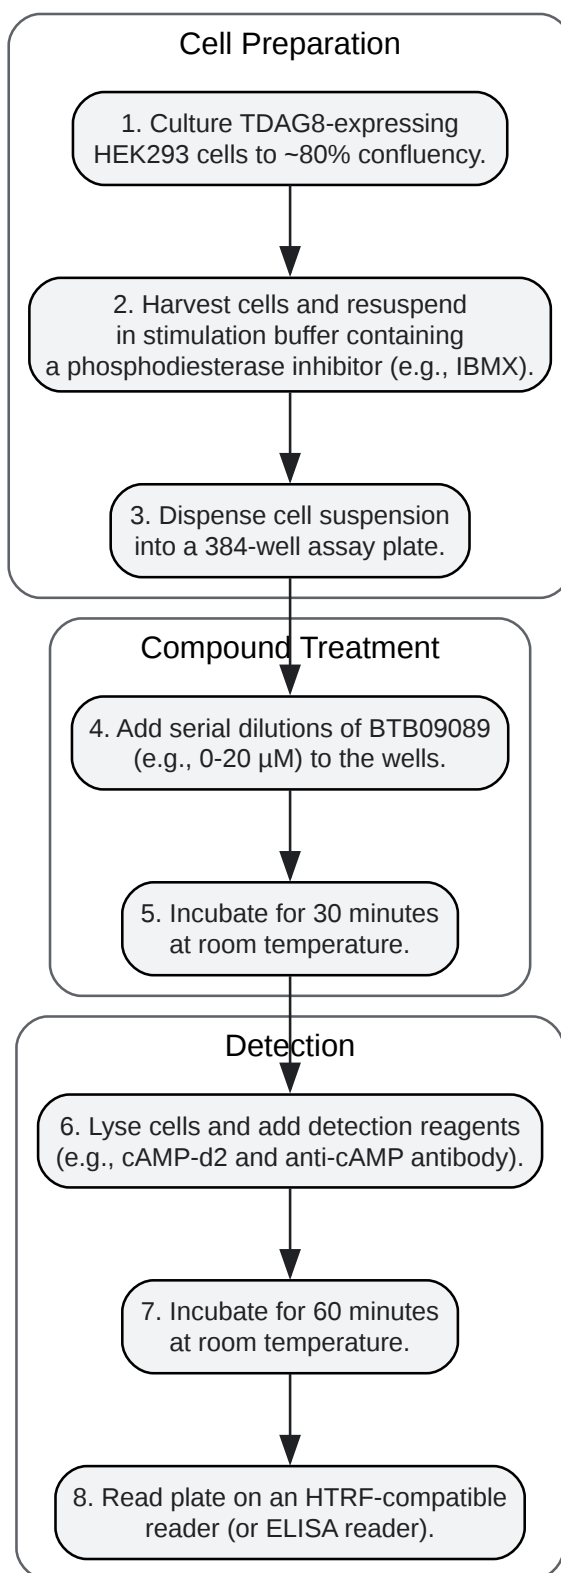 Cell Preparation
1. Culture TDAG8-expressing
HEK293 cells to ~80% confluency.
2. Harvest cells and resuspend
in stimulation buffer containing
a phosphodiesterase inhibitor (e.g., IBMX).
3. Dispense cell suspension
into a 384-well assay plate.
Compound Treatment
4. Add serial dilutions of BTB09089
(e.g., 0-20 µM) to the wells.
5. Incubate for 30 minutes
at room temperature.
Detection
6. Lyse cells and add detection reagents
(e.g., cAMP-d2 and anti-cAMP antibody).
7. Incubate for 60 minutes
at room temperature.
8. Read plate on an HTRF-compatible
reader (or ELISA reader).